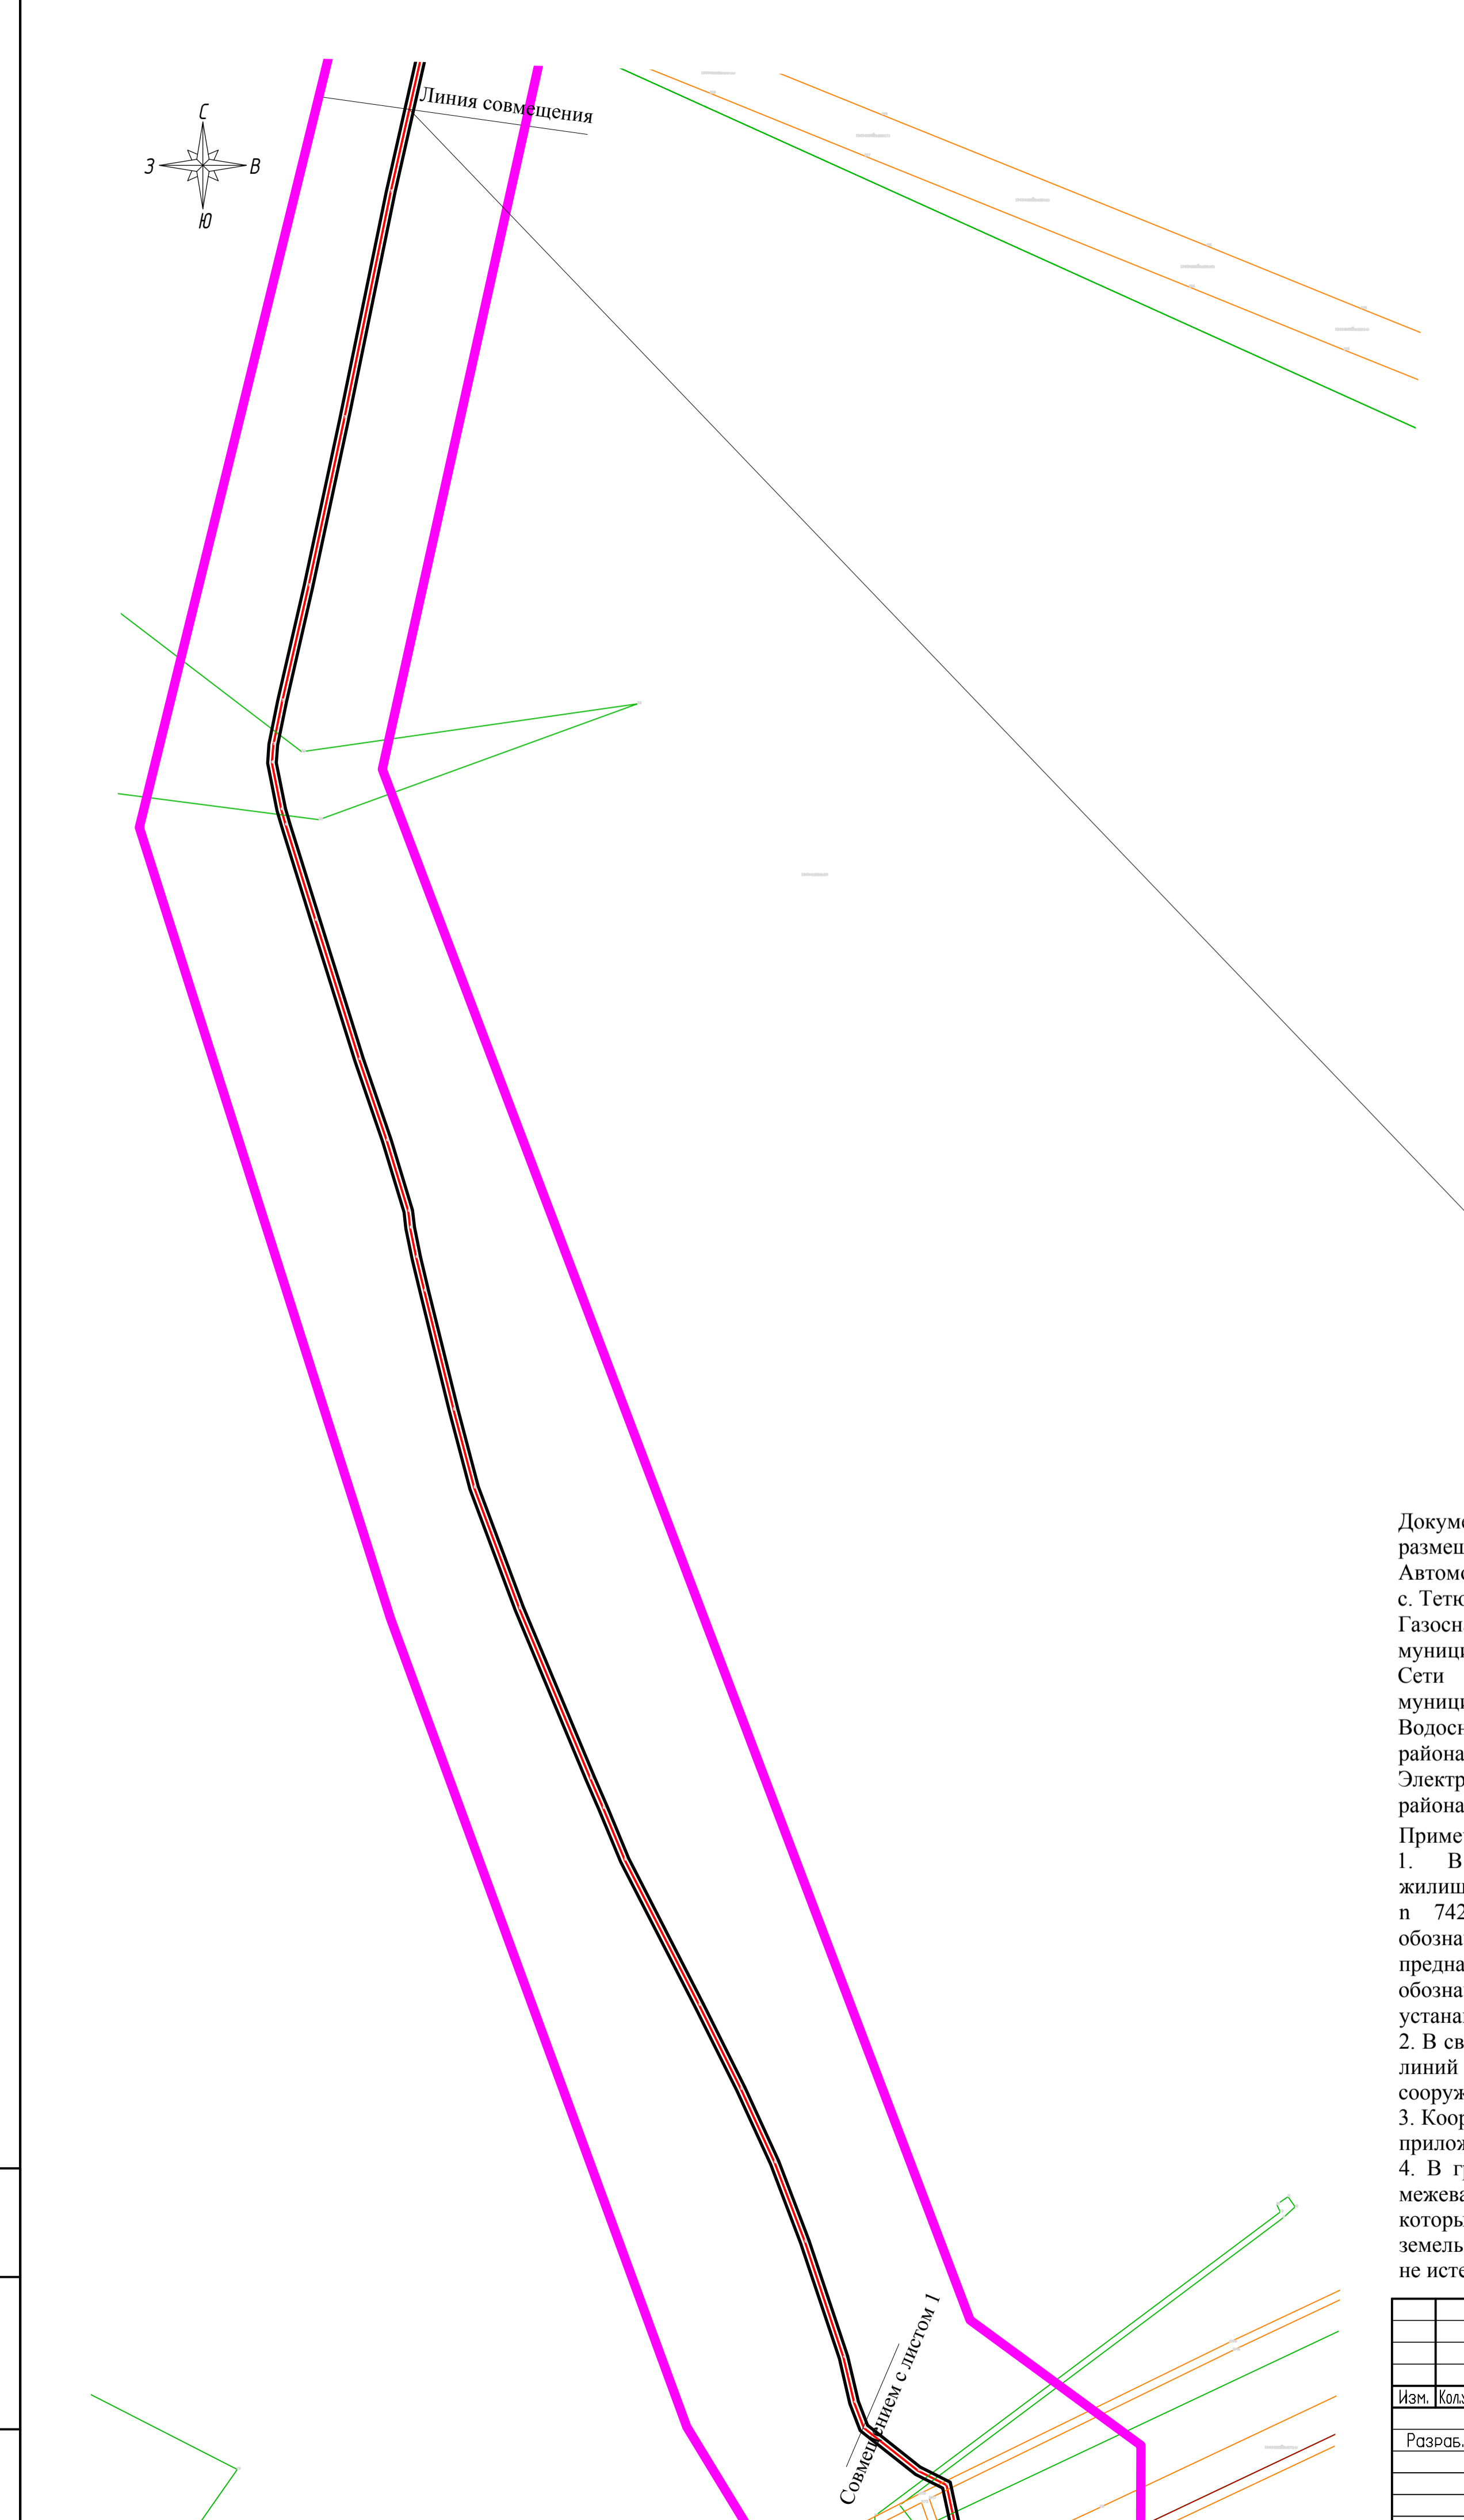 Линия совмещения
С
З
В
Ю
Докум
размещ
Автомо
с. Тетю
Газосн
муници
Сети
муници
Водосн
района
Электр
района
Приме
1. В
жилищ
n 742
обозна
предна
обозна
устана
2. В св
линий
сооруж
3. Коор
прилож
4. В г
межева
которы
земель
не исте
Совмещением с листом 1
Изм. Кол.у
Разраб.